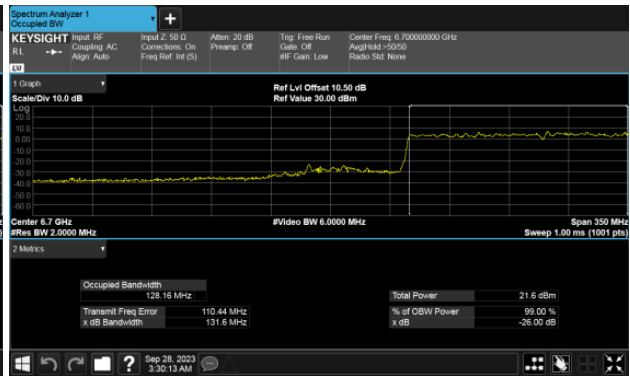 Spectrum Analyzer 1
Occupied BW
+
KEYSIGHT Input: RF Input Z: 50 Ω Atten: 20 dB Trig: Free Run Center Freq: 6.700000000 GHz
RL Coupling: AC Corrections: On Preamp: Off Gate: Off Avg|Hold:>50/50
Align: Auto Freq Ref: Int (S) #IF Gain: Low Radio Std: None
LXI
1 Graph Ref Lvl Offset 10.50 dB
Scale/Div 10.0 dB Ref Value 30.00 dBm
Log
20.0
10.0
0.00
-10.0
-20.0
-30.0
-40.0
-50.0
-60.0
Center 6.7 GHz #Video BW 6.0000 MHz Span 350 MHz
#Res BW 2.0000 MHz Sweep 1.00 ms (1001 pts)
2 Metrics
Occupied Bandwidth
128.16 MHz Total Power 21.6 dBm
Transmit Freq Error 110.44 MHz % of OBW Power 99.00 %
x dB Bandwidth 131.6 MHz x dB -26.00 dB
? Sep 28, 2023
3:30:13 AM